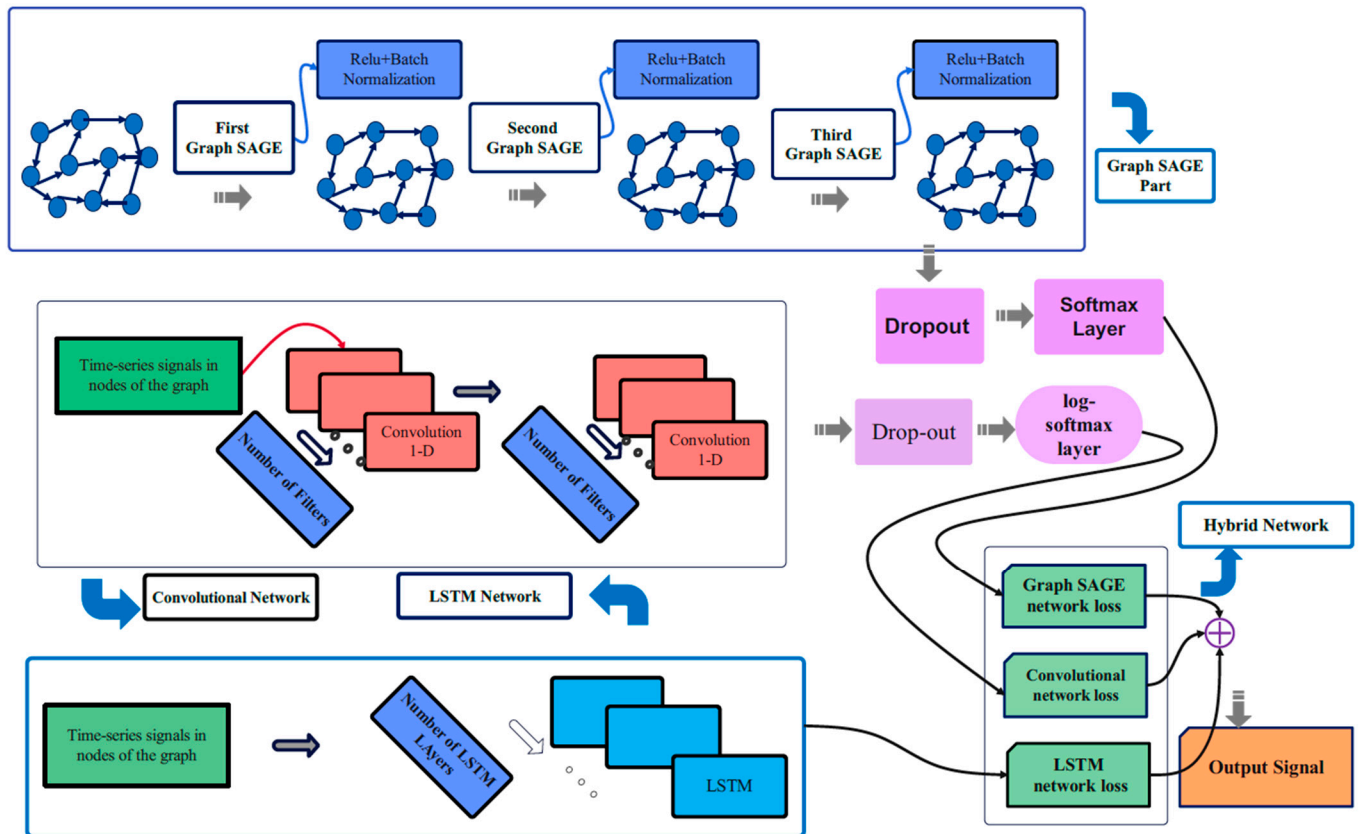 Relu+Batch
Normalization
Relu+Batch
Normalization
Relu+Batch
Normalization
First
Graph SAGE
Second
Graph SAGE
Third
Graph SAGE
Graph SAGE
Part
Dropout
Softmax
Layer
Time-series signals in
nodes of the graph
Convolution
1-D
Number of Filters
Convolution
1-D
Number of Filters
Drop-out
log-
softmax
layer
Convolutional Network
LSTM Network
Hybrid Network
Graph SAGE
network loss
Convolutional
network loss
LSTM
network loss
Output Signal
Time-series signals in
nodes of the graph
Number of LSTM
LAyers
LSTM